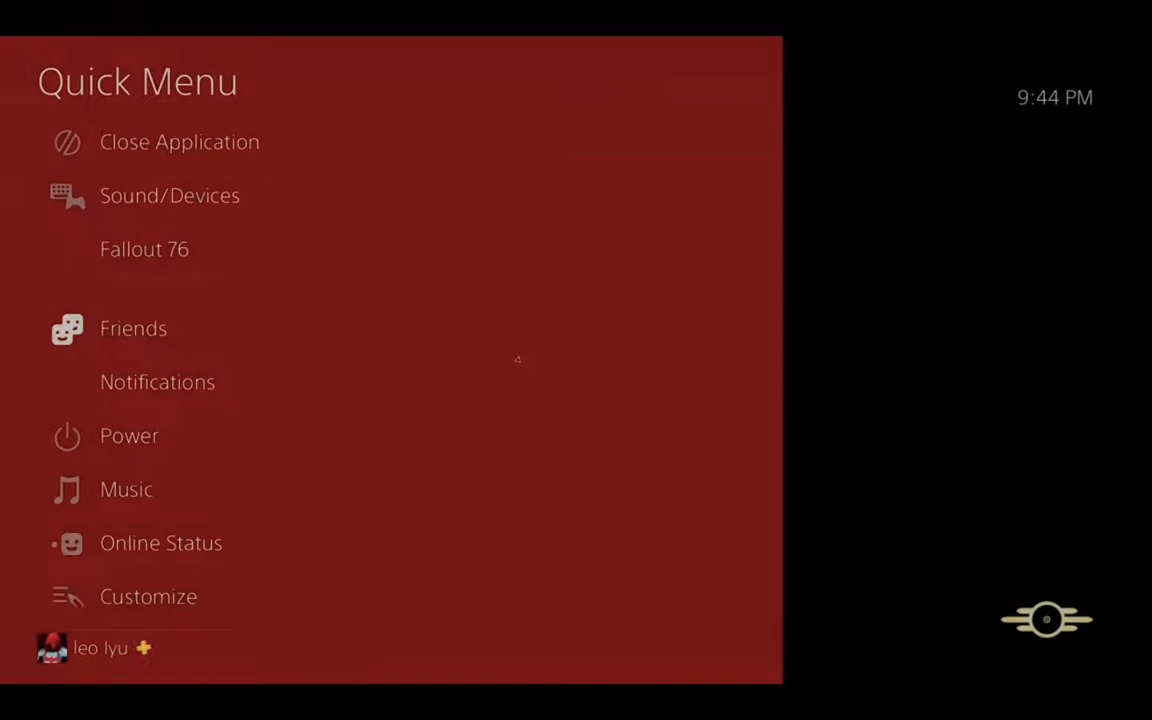 Quick Menu
9:44 PM
Close Application
Sound/Devices
Fallout 76
Friends
Notifications
Power
Music
Online Status
Customize
leo lyu